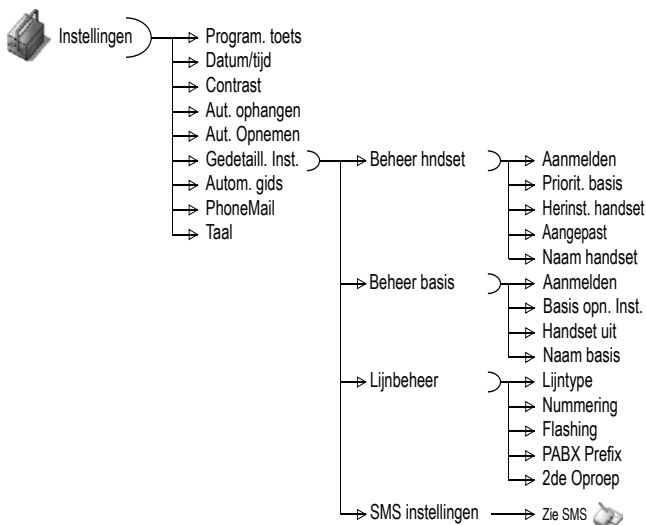 Instellingen
Program. toets
Datum/tijd
Contrast
Aut. ophangen
Aut. Opnemen
Gedetaill. Inst.
Autom. gids
PhoneMail
Taal
Beheer hndset
Aanmelden
Priorit. basis
Herinst. handset
Aangepast
Naam handset
Beheer basis
Aanmelden
Basis opn. Inst.
Handset uit
Naam basis
Lijnbeheer
Lijntype
Nummering
Flashing
PABX Prefix
2de Oproep
SMS instellingen
Zie SMS